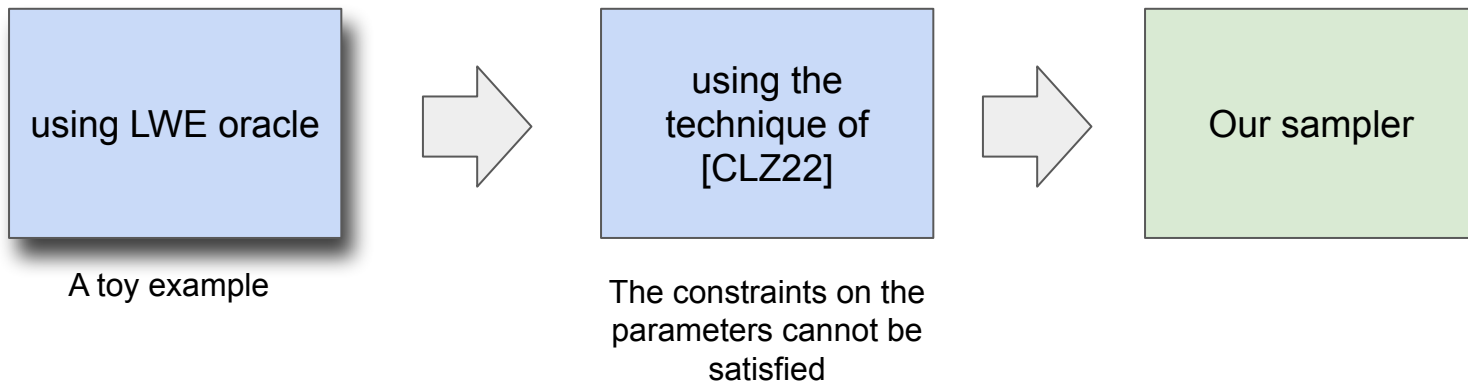 using LWE oracle
A toy example
using the
technique of
[CLZ22]
The constraints on the
parameters cannot be
satisfied
Our sampler